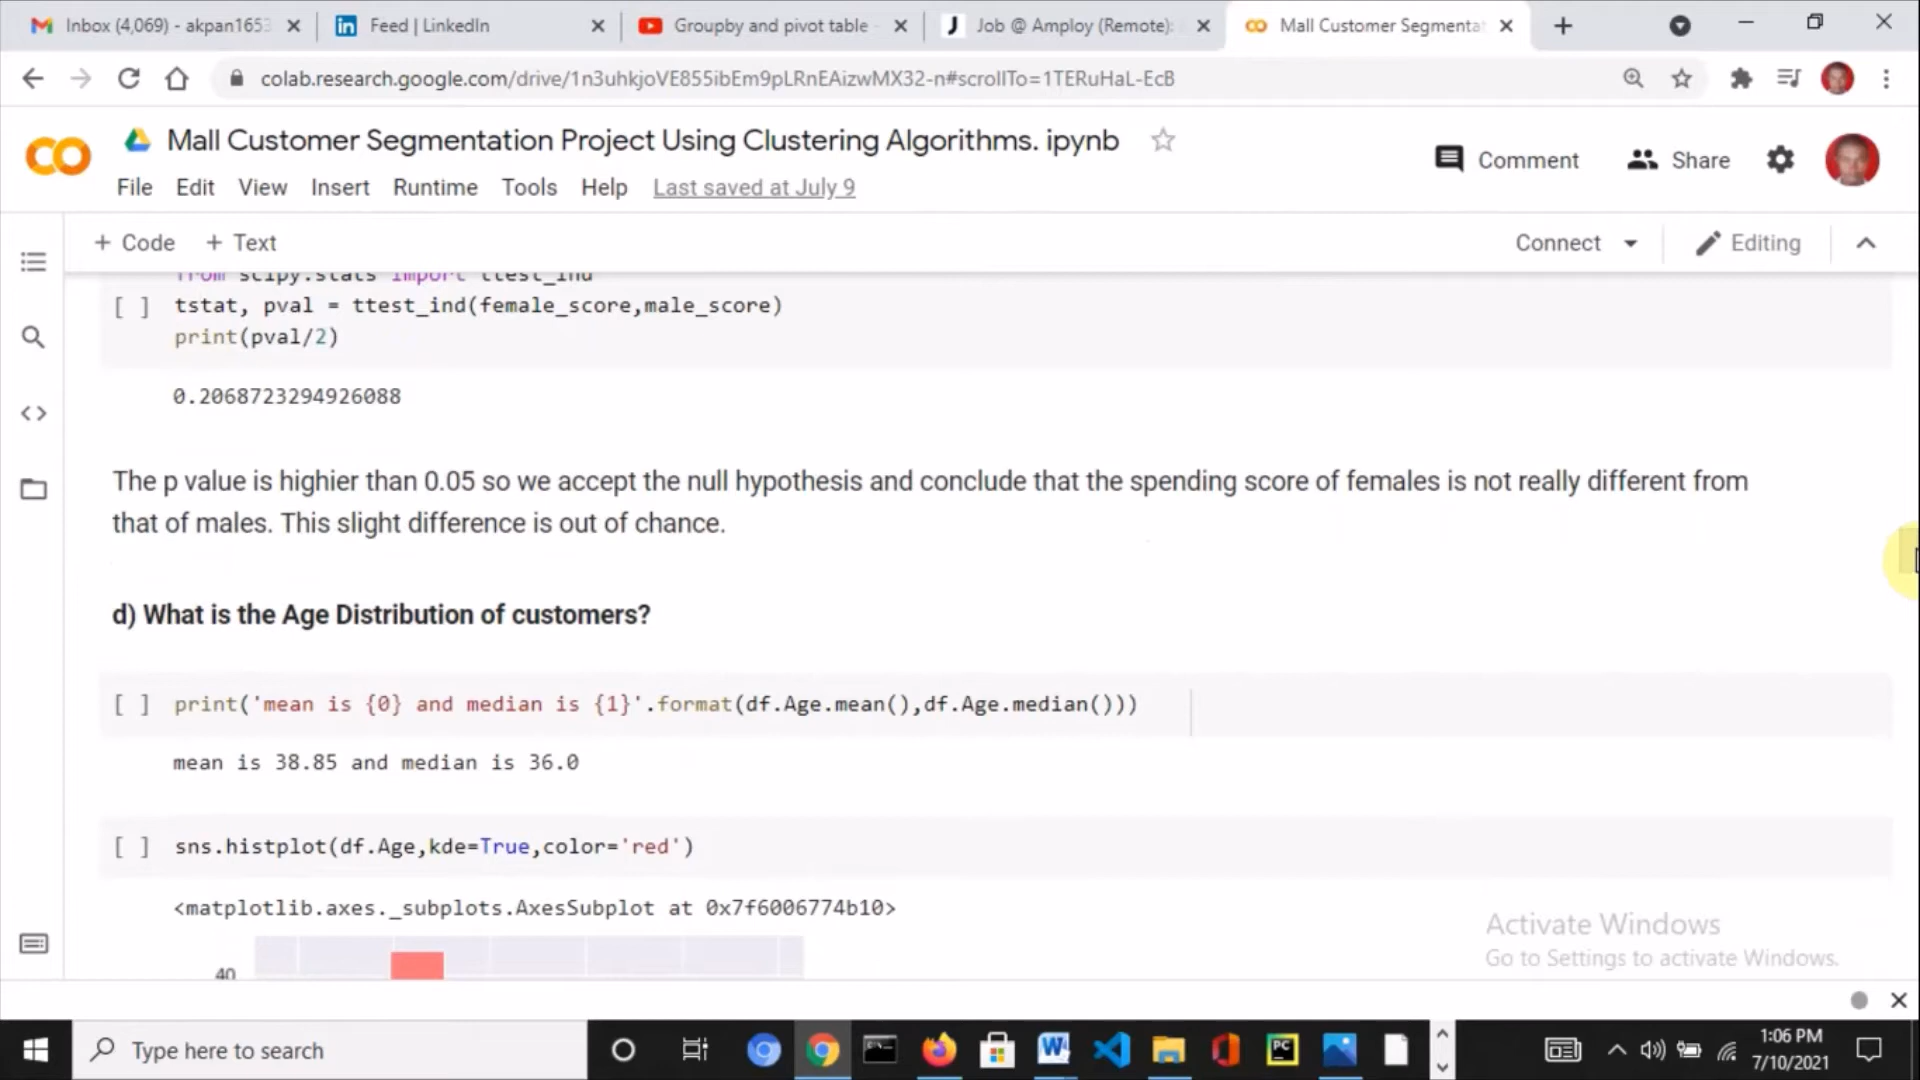 Inbox (4,069) - akpan1653
Feed | LinkedIn
Groupby and pivot table -
Job @ Amploy (Remote):
Mall Customer Segmentat
colab.research.google.com/drive/1n3uhkjoVE855ibEm9pLRnEAizwMX32-n#scrollTo=1TERuHaL-EcB
Mall Customer Segmentation Project Using Clustering Algorithms. ipynb
Comment
Share
File Edit View Insert Runtime Tools Help Last saved at July 9
+ Code + Text
Connect
Editing
from scipy.stats import ttest_ind
[ ] tstat, pval = ttest_ind(female_score,male_score)
print(pval/2)
0.2068723294926088
The p value is highier than 0.05 so we accept the null hypothesis and conclude that the spending score of females is not really different from
that of males. This slight difference is out of chance.
d) What is the Age Distribution of customers?
[ ] print('mean is {0} and median is {1}'.format(df.Age.mean(),df.Age.median()))
mean is 38.85 and median is 36.0
[ ] sns.histplot(df.Age,kde=True,color='red')
<matplotlib.axes._subplots.AxesSubplot at 0x7f6006774b10>
40
Activate Windows
Go to Settings to activate Windows.
Type here to search
1:06 PM
7/10/2021